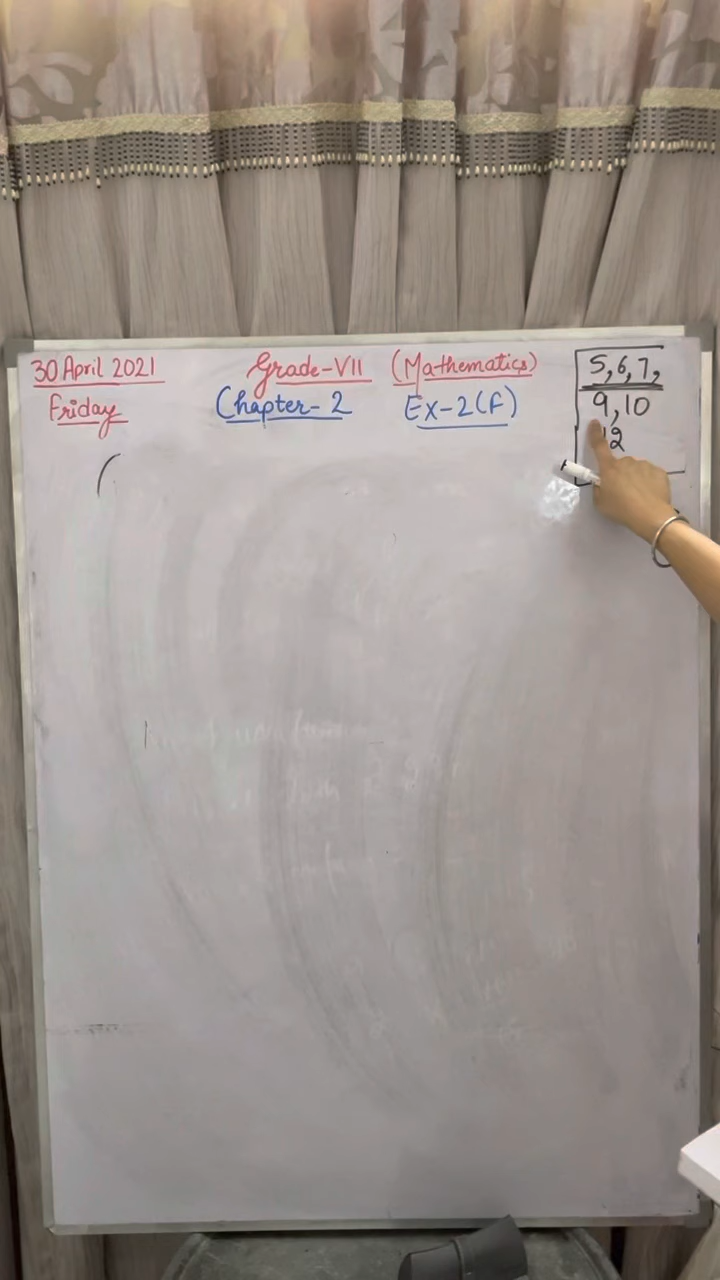 30 April 2021 Grade-VII (Mathematics)
Friday Chapter-2 Ex-2(F)
5,6,7,
9,10
12
(